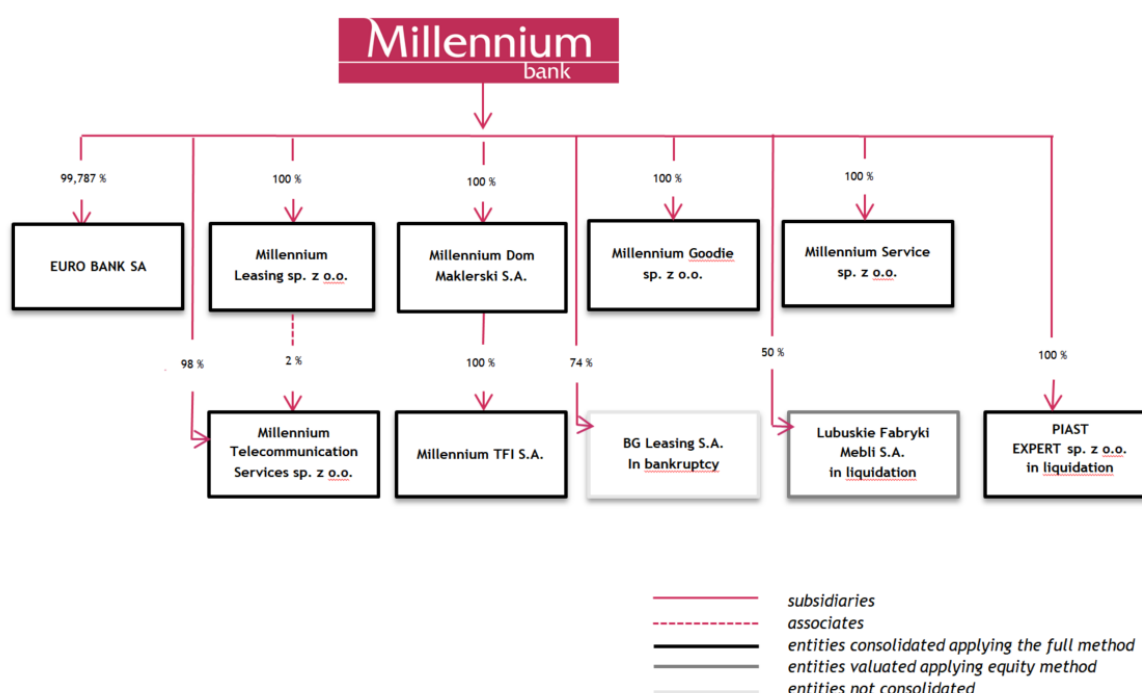 Millennium
bank
99,787 %
100 %
100 %
100 %
100 %
EURO BANK SA
Millennium
Leasing sp. z o.o.
Millennium Dom
Maklerski S.A.
Millennium Goodie
sp. z o.o.
Millennium Service
sp. z o.o.
98 %
2 %
100 %
74 %
50 %
100 %
Millennium
Telecommunication
Services sp. z o.o.
Millennium TFI S.A.
BG Leasing S.A.
In bankruptcy
Lubuskie Fabryki
Mebli S.A.
in liquidation
PIAST
EXPERT sp. z o.o.
in liquidation
subsidiaries
associates
entities consolidated applying the full method
entities valuated applying equity method
entities not consolidated